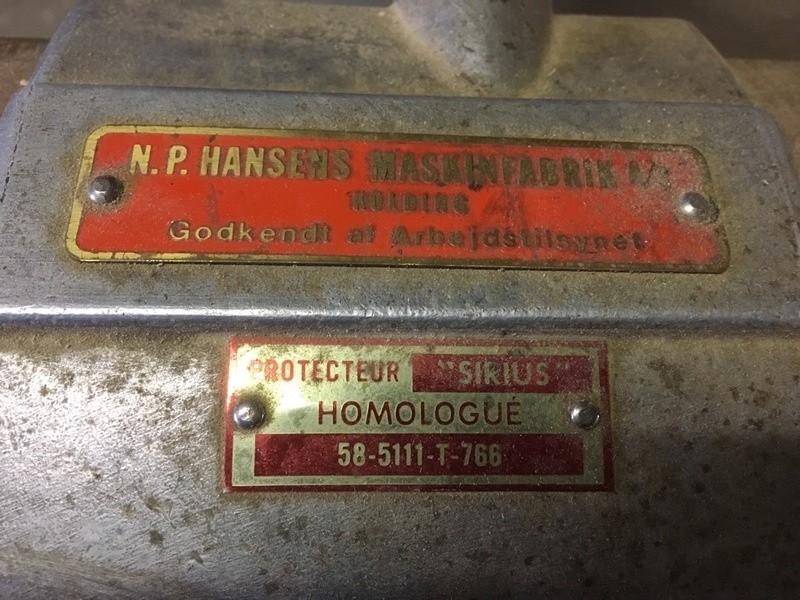 N. P. HANSENS MASKINFABRIK A/S
KOLDING
Godkendt af Arbejdstilsynet
PROTECTEUR "SIRIUS"
HOMOLOGUÉ
58-5111-T-766